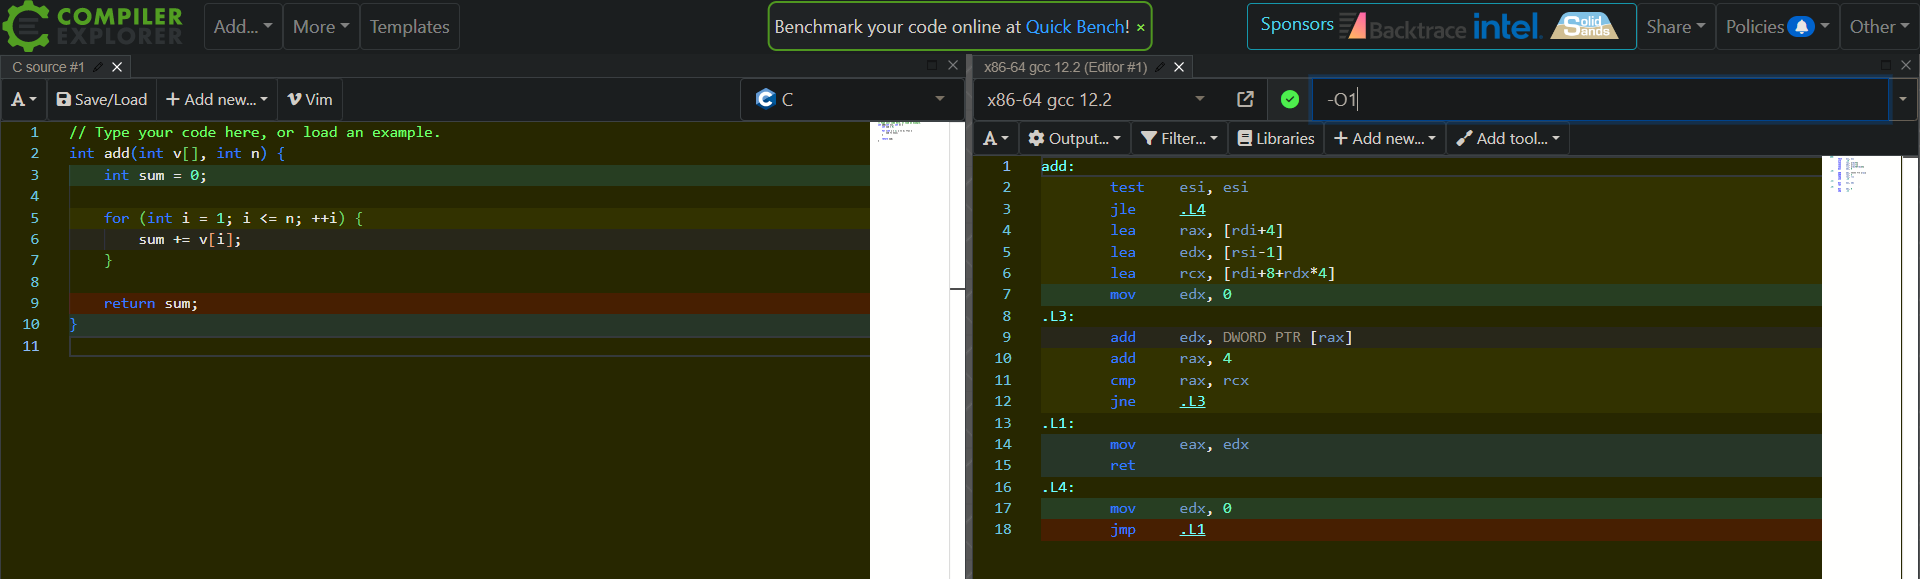 COMPILER
EXPLORER
Add...
More
Templates
Benchmark your code online at Quick Bench! ×
Sponsors
Backtrace
intel.
Solid
Sands
Share
Policies
Other
C source #1
A
Save/Load
+ Add new...
Vim
C
1 // Type your code here, or load an example.
2 int add(int v[], int n) {
3     int sum = 0;
4
5     for (int i = 1; i <= n; ++i) {
6         sum += v[i];
7     }
8
9     return sum;
10 }
11
x86-64 gcc 12.2 (Editor #1)
x86-64 gcc 12.2
-O1
A
Output...
Filter...
Libraries
+ Add new...
Add tool...
1 add:
2         test    esi, esi
3         jle     .L4
4         lea     rax, [rdi+4]
5         lea     edx, [rsi-1]
6         lea     rcx, [rdi+8+rdx*4]
7         mov     edx, 0
8 .L3:
9         add     edx, DWORD PTR [rax]
10         add     rax, 4
11         cmp     rax, rcx
12         jne     .L3
13 .L1:
14         mov     eax, edx
15         ret
16 .L4:
17         mov     edx, 0
18         jmp     .L1